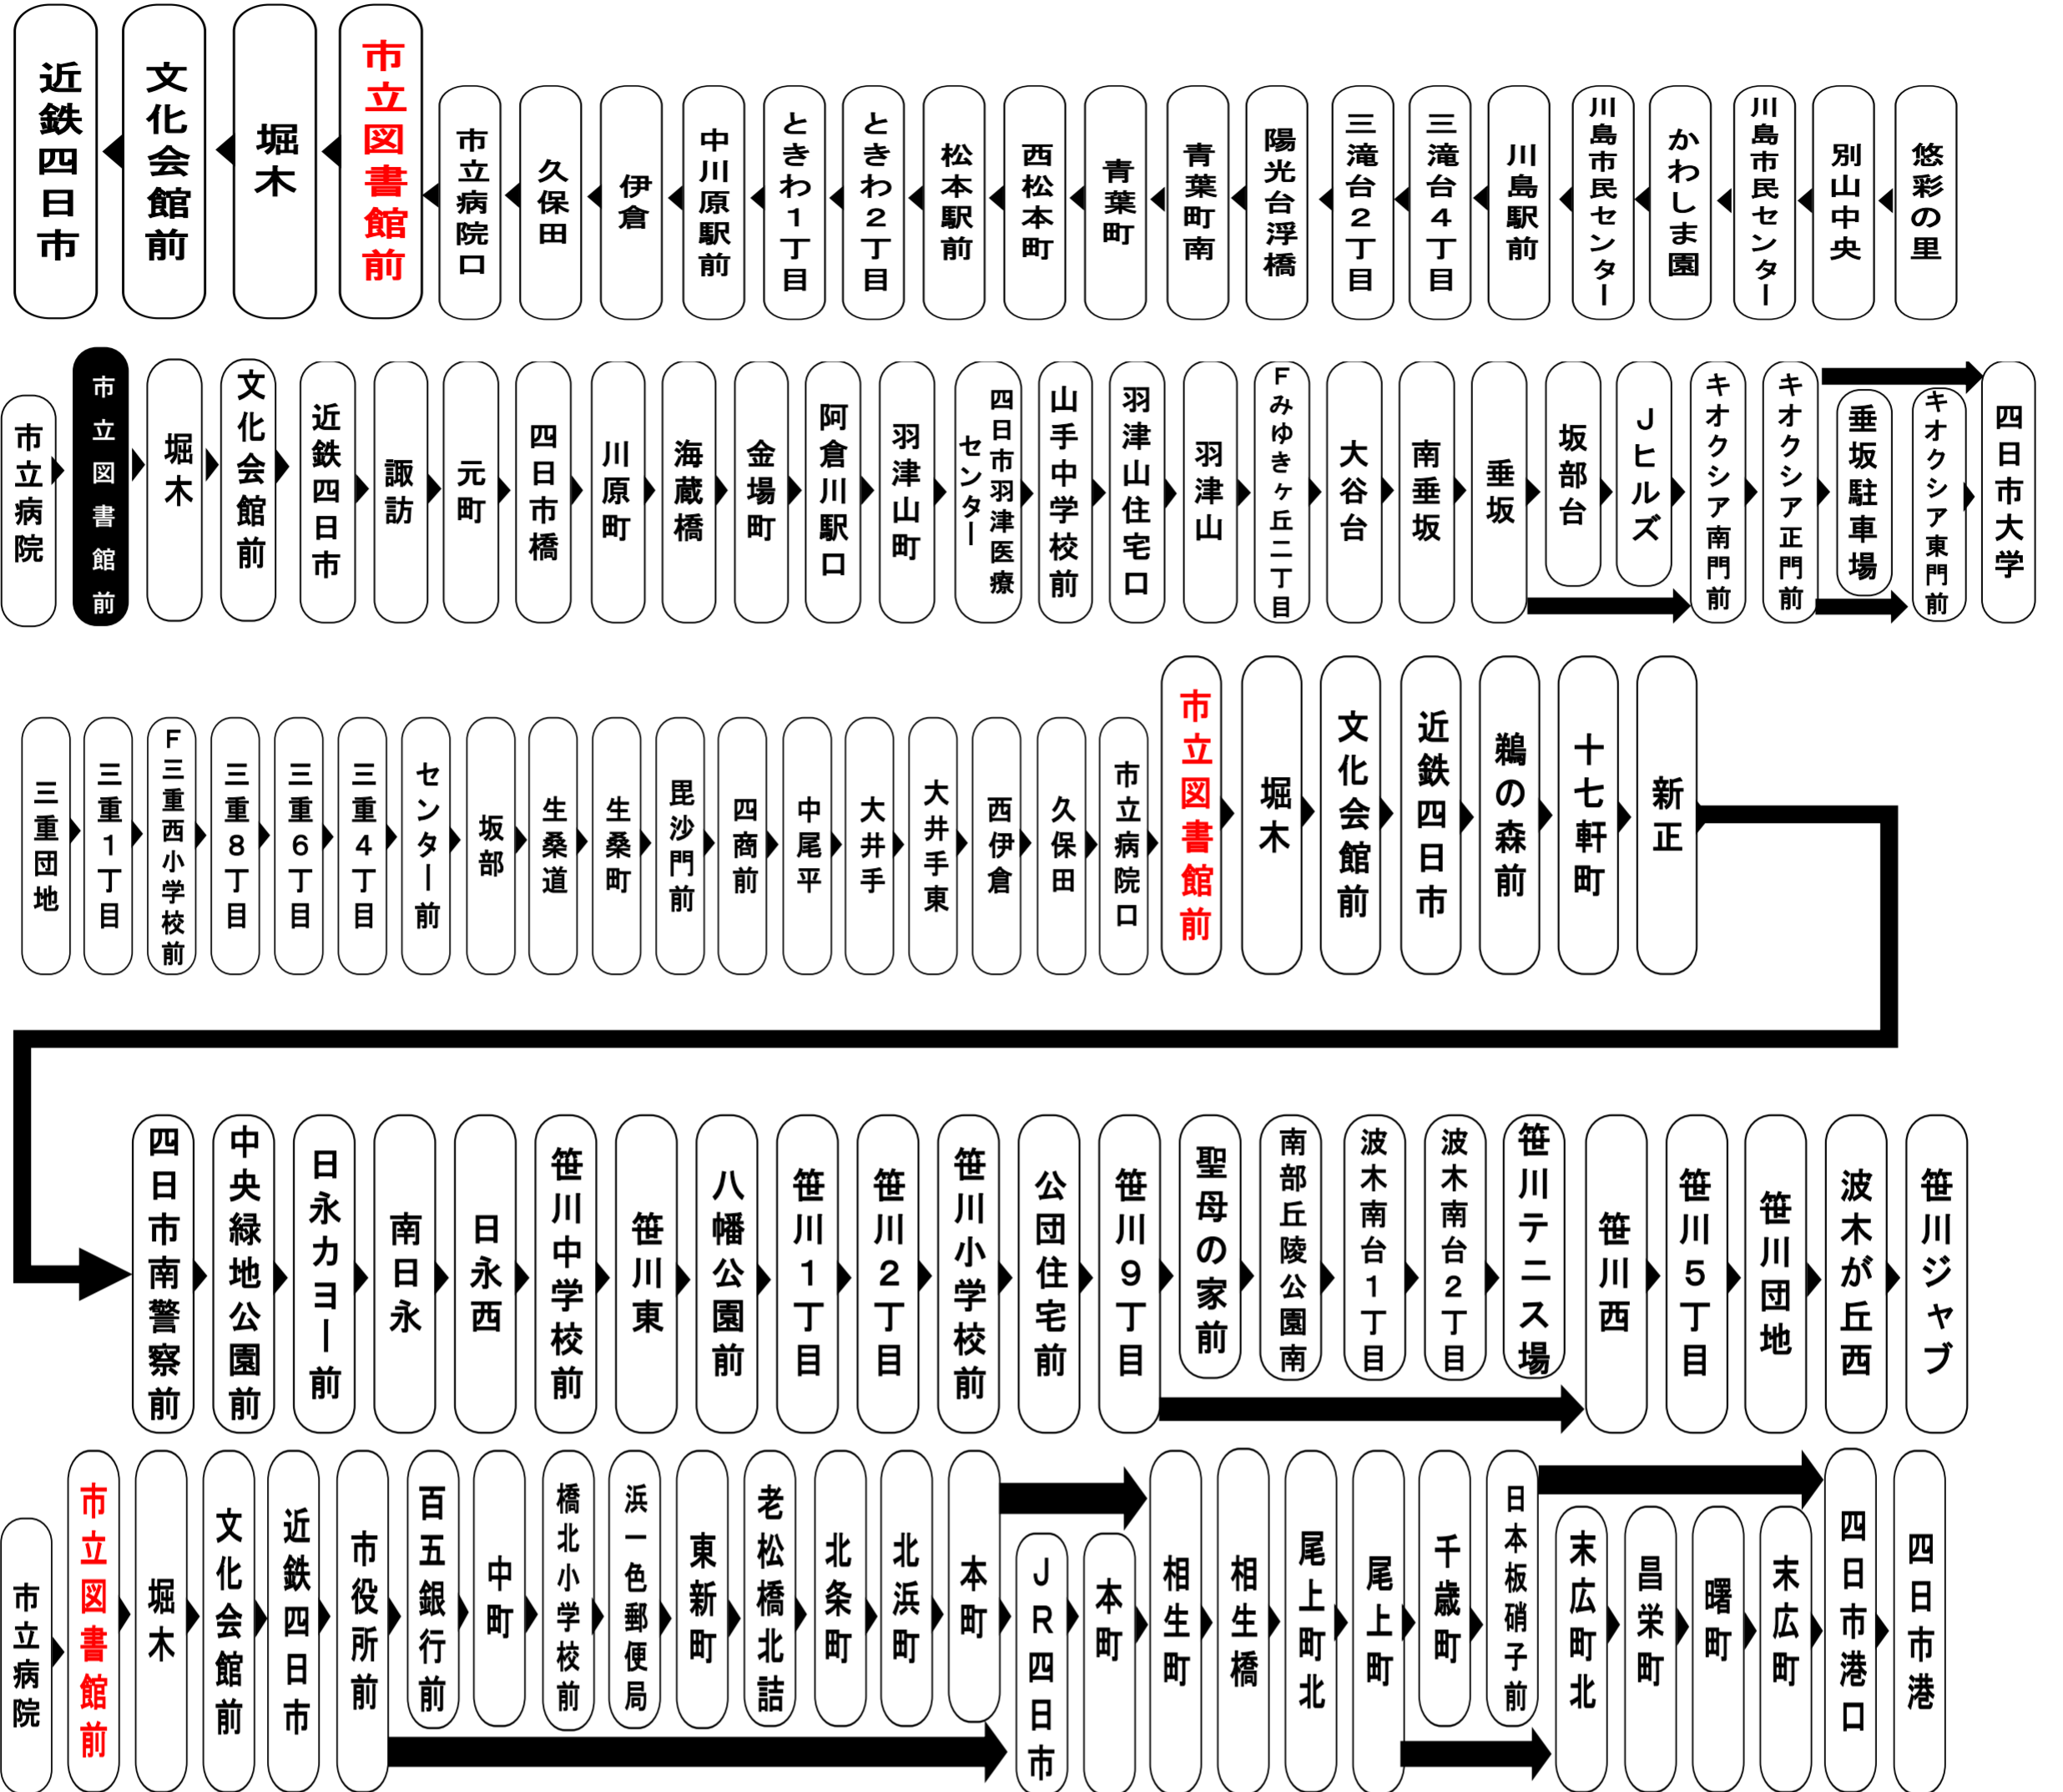 近鉄四日市
文化会館前
堀木
市立図書館前
市立病院口
久保田
伊倉
中川原駅前
ときわ1丁目
ときわ2丁目
松本駅前
西松本町
青葉町
青葉町南
陽光台浮橋
三滝台2丁目
三滝台4丁目
川島駅前
川島市民センター
かわしま園
川島市民センター
別山中央
悠彩の里
市立病院
市立図書館前
堀木
文化会館前
近鉄四日市
諏訪
元町
四日市橋
川原町
海蔵橋
金場町
阿倉川駅口
羽津山町
四日市羽津医療
センター
山手中学校前
羽津山住宅口
羽津山
Fみゆきヶ丘二丁目
大谷台
南垂坂
垂坂
坂部台
Jヒルズ
キオクシア南門前
キオクシア正門前
垂坂駐車場
キオクシア東門前
四日市大学
三重団地
三重1丁目
F三重西小学校前
三重8丁目
三重6丁目
三重4丁目
センター前
坂部
生桑道
生桑町
毘沙門前
四商前
中尾平
大井手
大井手東
西伊倉
久保田
市立病院口
市立図書館前
堀木
文化会館前
近鉄四日市
鵜の森前
十七軒町
新正
四日市南警察前
中央緑地公園前
日永カヨー前
南日永
日永西
笹川中学校前
笹川東
八幡公園前
笹川1丁目
笹川2丁目
笹川小学校前
公団住宅前
笹川9丁目
聖母の家前
南部丘陵公園南
波木南台1丁目
波木南台2丁目
笹川テニス場
笹川西
笹川5丁目
笹川団地
波木が丘西
笹川ジャブ
市立病院
市立図書館前
堀木
文化会館前
近鉄四日市
市役所前
百五銀行前
中町
橋北小学校前
浜一色郵便局
東新町
老松橋北詰
北条町
北浜町
本町
JR四日市
本町
相生町
相生橋
尾上町北
尾上町
千歳町
日本板硝子前
末広町北
昌栄町
曙町
末広町
四日市港口
四日市港